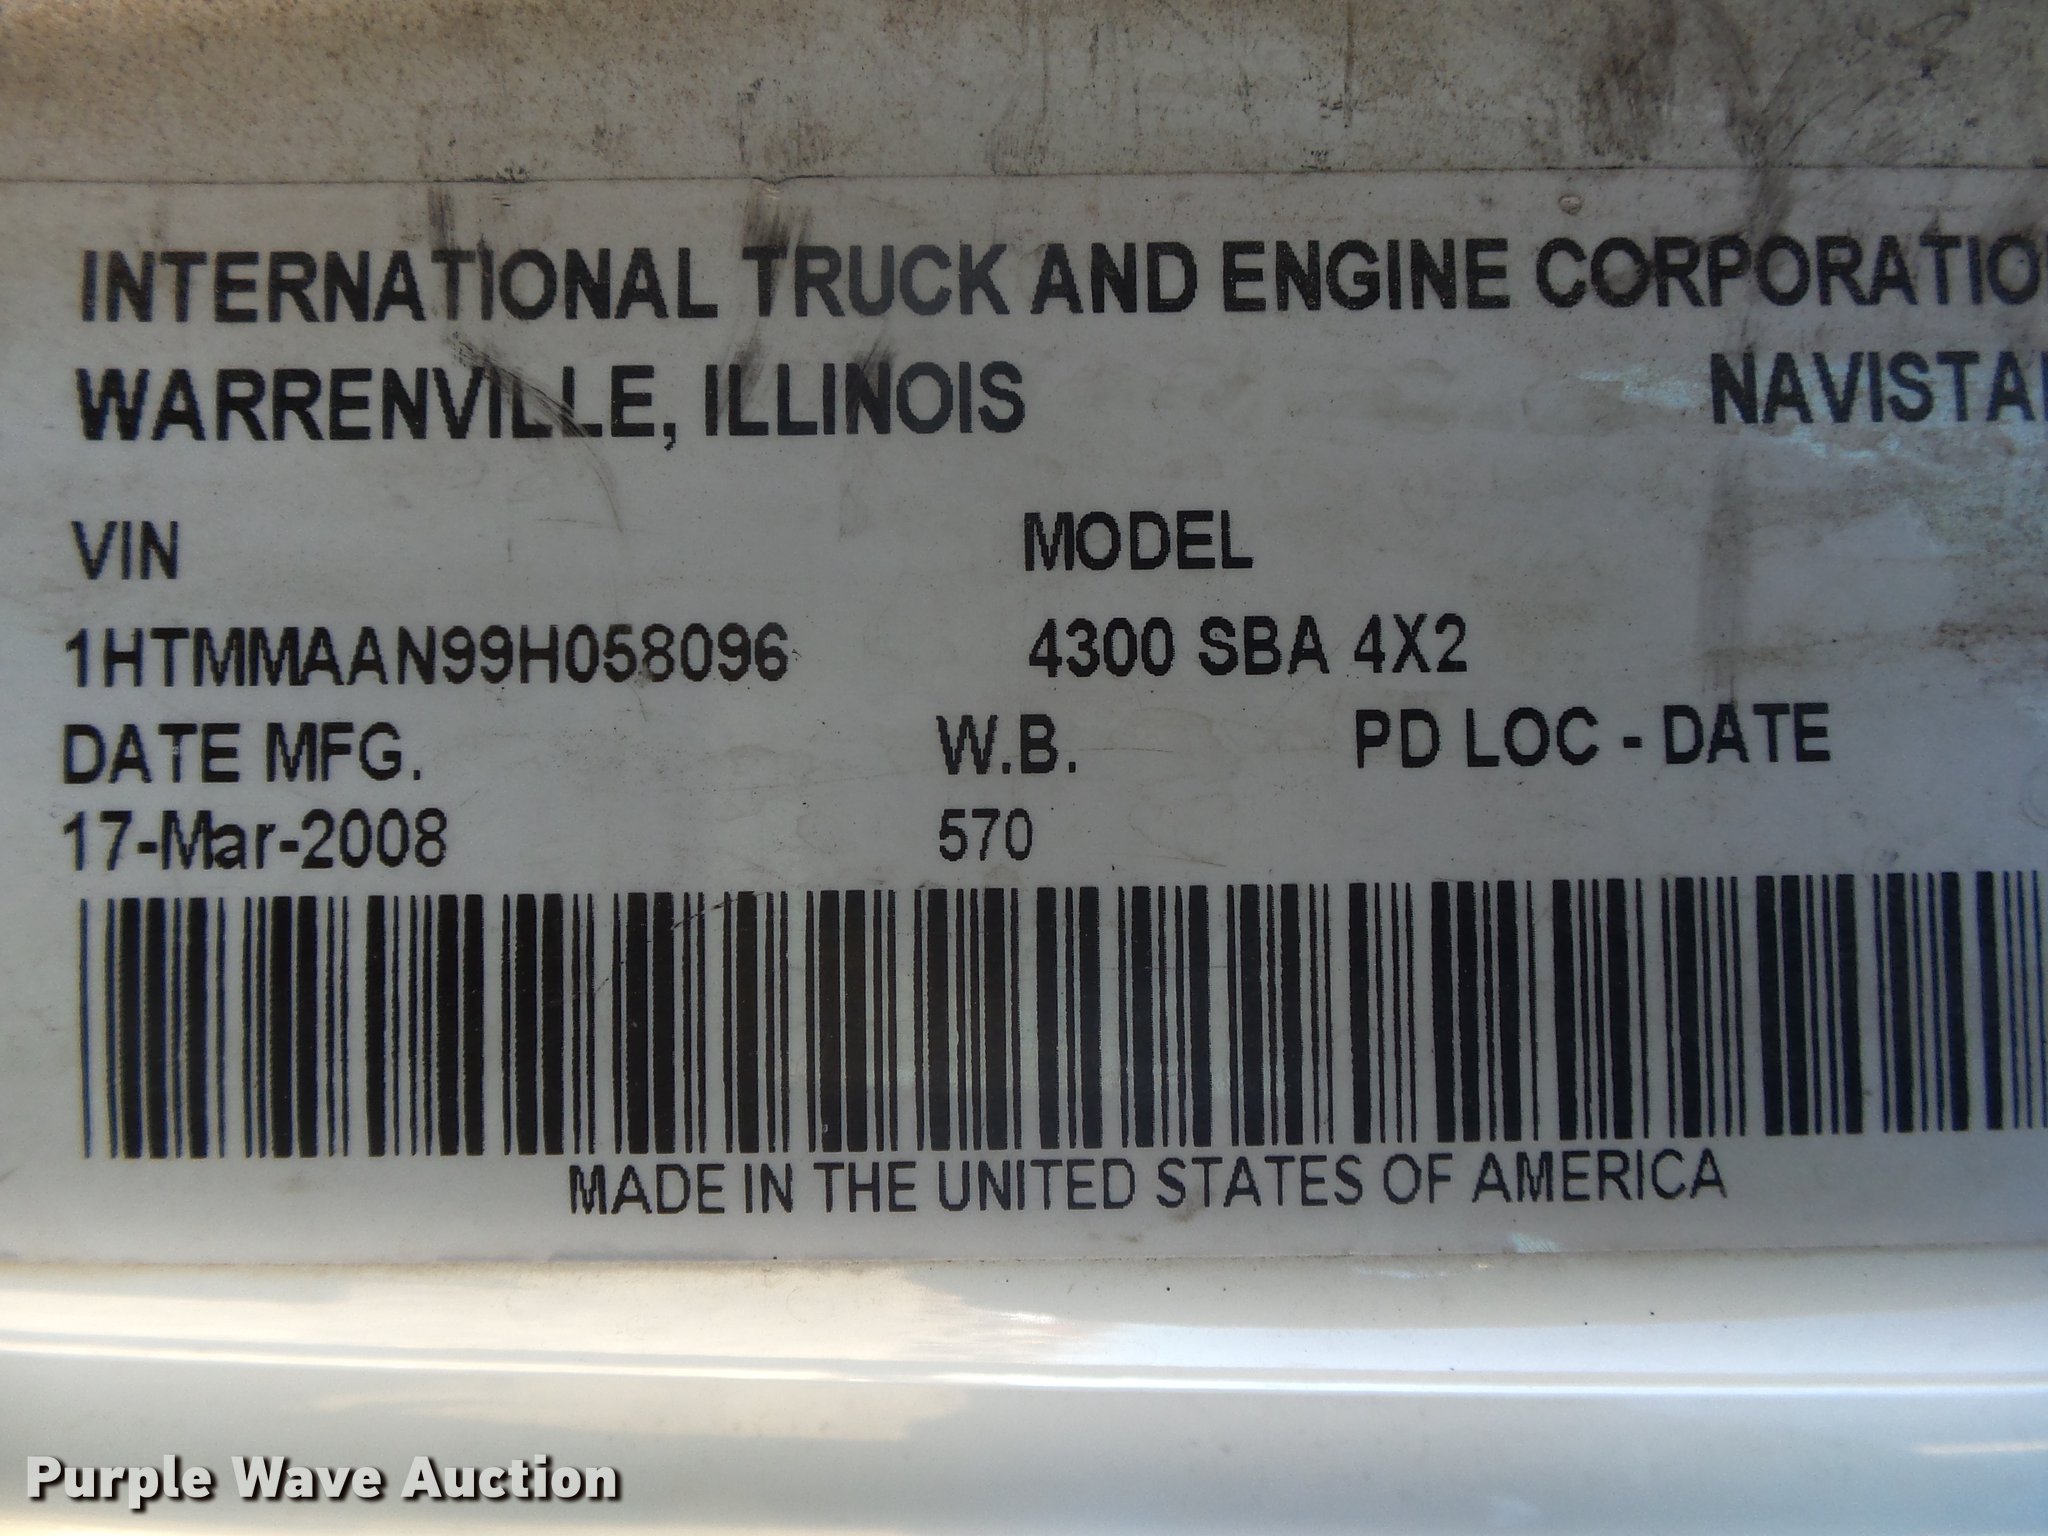 INTERNATIONAL TRUCK AND ENGINE CORPORATIO
WARRENVILLE, ILLINOIS NAVISTA
VIN MODEL
1HTMMAAN99H058096 4300 SBA 4X2
DATE MFG. W.B. PD LOC - DATE
17-Mar-2008 570
MADE IN THE UNITED STATES OF AMERICA
Purple Wave Auction